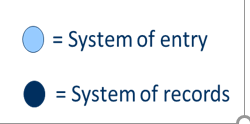 = System of entry
= System of records